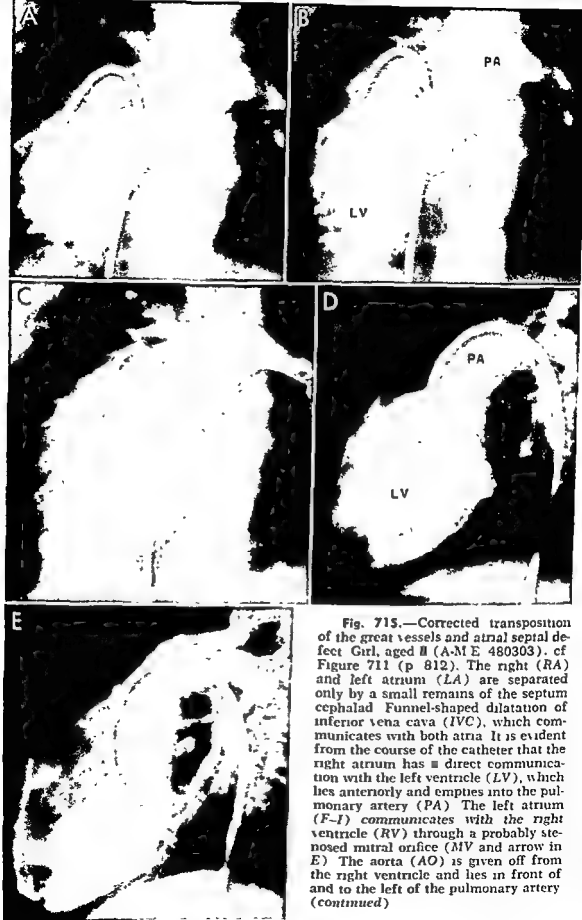 A
B
PA
LV
C
D
PA
LV
E
Fig. 715.—Corrected transposition
of the great vessels and atrial septal de-
fect Girl, aged (A-M E 480303). cf
Figure 711 (p 812). The right (RA)
and left atrium (LA) are separated
only by a small remains of the septum
cephalad Funnel-shaped dilatation of
inferior vena cava (IVC), which com-
municates with both atria It is evident
from the course of the catheter that the
right atrium has direct communica-
tion with the left ventricle (LV), which
lies anteriorly and empties into the pul-
monary artery (PA) The left atrium
(F-I) communicates with the right
ventricle (RV) through a probably ste-
nosed mitral orifice (MV and arrow in
E) The aorta (AO) is given off from
the right ventricle and lies in front of
and to the left of the pulmonary artery
(continued)